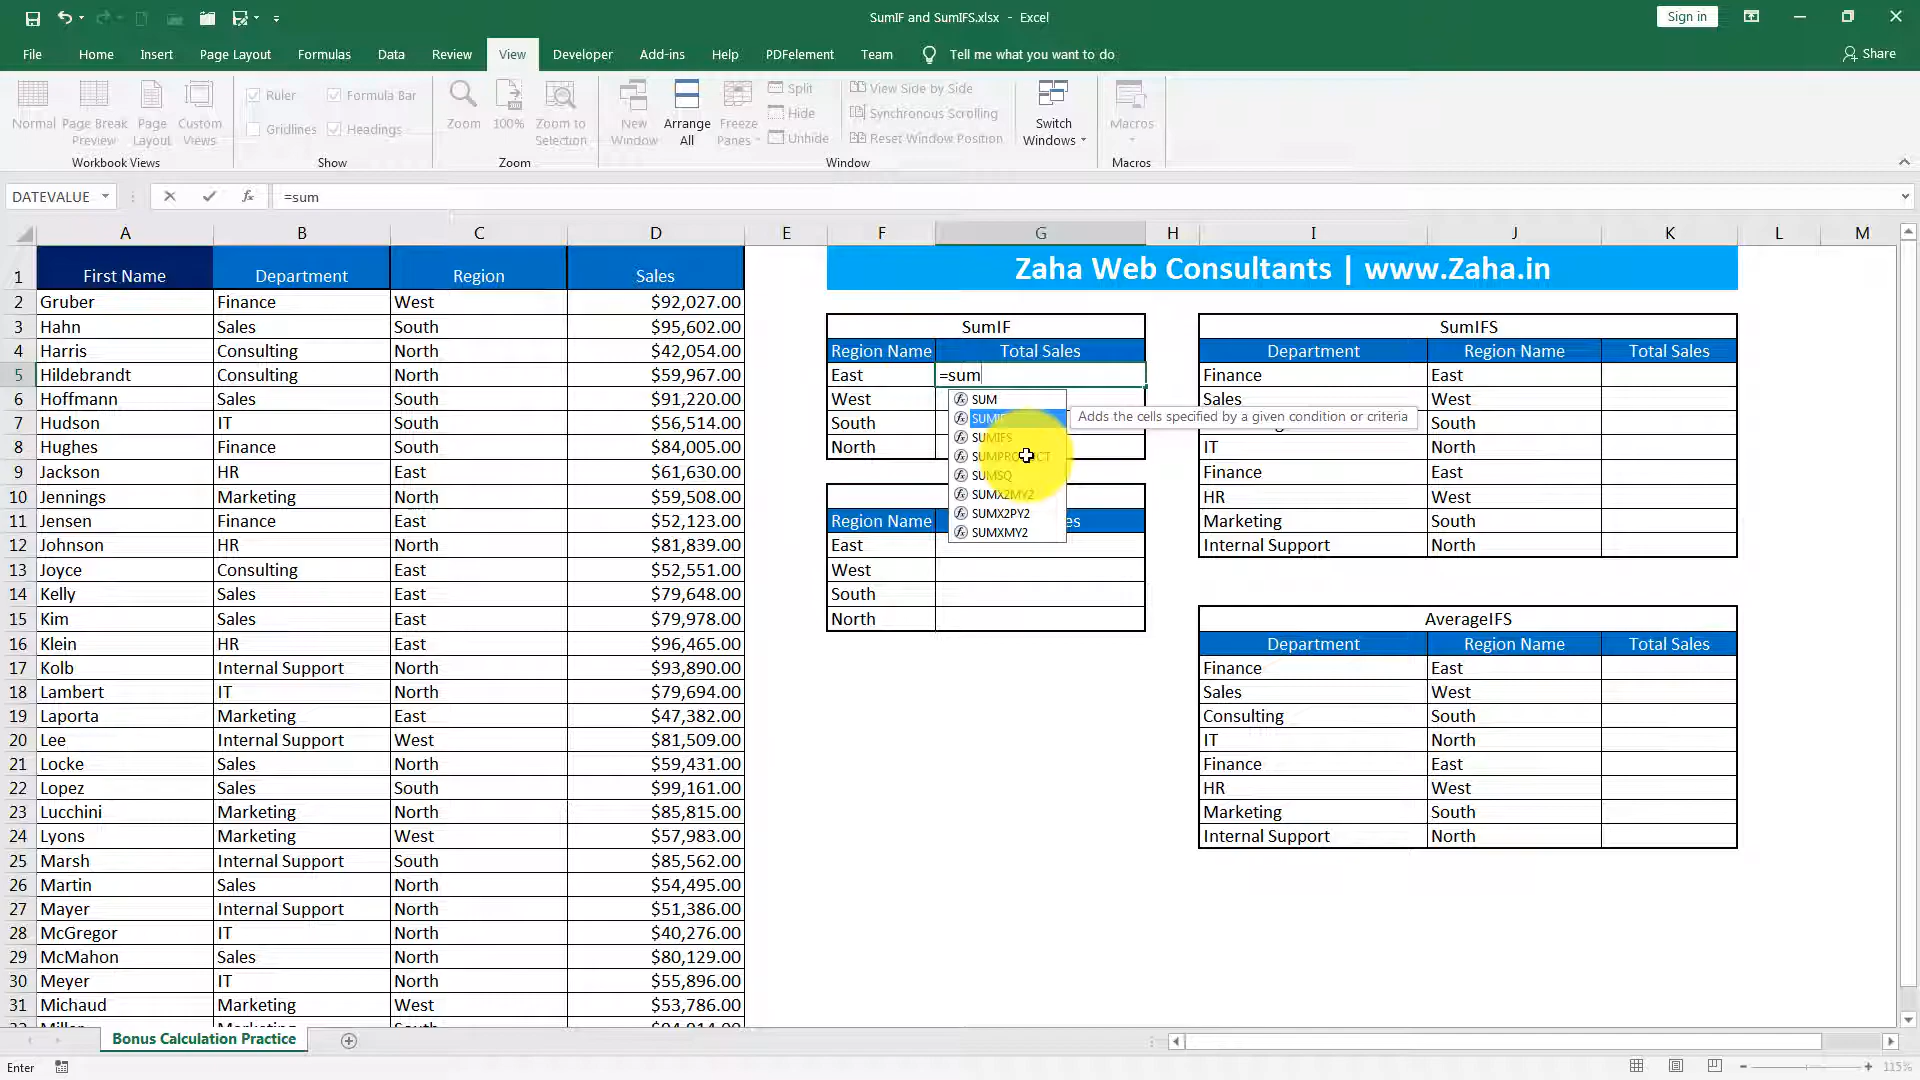 SumIF and SumIFS.xlsx - Excel
Sign in
File Home Insert Page Layout Formulas Data Review View Developer Add-ins Help PDFelement Team Tell me what you want to do Share
Normal Page Break Preview Page Layout Custom Views
Workbook Views
Ruler Formula Bar
Gridlines Headings
Show
Zoom 100% Zoom to Selection
Zoom
New Window Arrange All Freeze Panes
Split
Hide
Unhide
View Side by Side
Synchronous Scrolling
Reset Window Position
Window
Switch Windows
Macros
Macros
DATEVALUE fx =sum
A B C D E F G H I J K L M
1 First Name Department Region Sales
2 Gruber Finance West $92,027.00
3 Hahn Sales South $95,602.00
4 Harris Consulting North $42,054.00
5 Hildebrandt Consulting North $59,967.00
6 Hoffmann Sales South $91,220.00
7 Hudson IT South $56,514.00
8 Hughes Finance South $84,005.00
9 Jackson HR East $61,630.00
10 Jennings Marketing North $59,508.00
11 Jensen Finance East $52,123.00
12 Johnson HR North $81,839.00
13 Joyce Consulting East $52,551.00
14 Kelly Sales East $79,648.00
15 Kim Sales East $79,978.00
16 Klein HR East $96,465.00
17 Kolb Internal Support North $93,890.00
18 Lambert IT North $79,694.00
19 Laporta Marketing East $47,382.00
20 Lee Internal Support West $81,509.00
21 Locke Sales North $59,431.00
22 Lopez Sales South $99,161.00
23 Lucchini Marketing North $85,815.00
24 Lyons Marketing West $57,983.00
25 Marsh Internal Support South $85,562.00
26 Martin Sales North $54,495.00
27 Mayer Internal Support North $51,386.00
28 McGregor IT North $40,276.00
29 McMahon Sales North $80,129.00
30 Meyer IT North $55,896.00
31 Michaud Marketing West $53,786.00
Zaha Web Consultants | www.Zaha.in
SumIF
Region Name Total Sales
East =sum
West
South
North
SUM
SUMIF
SUMIFS
SUMPRODUCT
SUMSQ
SUMX2MY2
SUMX2PY2
SUMXMY2
Adds the cells specified by a given condition or criteria
Region Name es
East
West
South
North
SumIFS
Department Region Name Total Sales
Finance East
Sales West
South
IT North
Finance East
HR West
Marketing South
Internal Support North
AverageIFS
Department Region Name Total Sales
Finance East
Sales West
Consulting South
IT North
Finance East
HR West
Marketing South
Internal Support North
Bonus Calculation Practice
Enter
115%